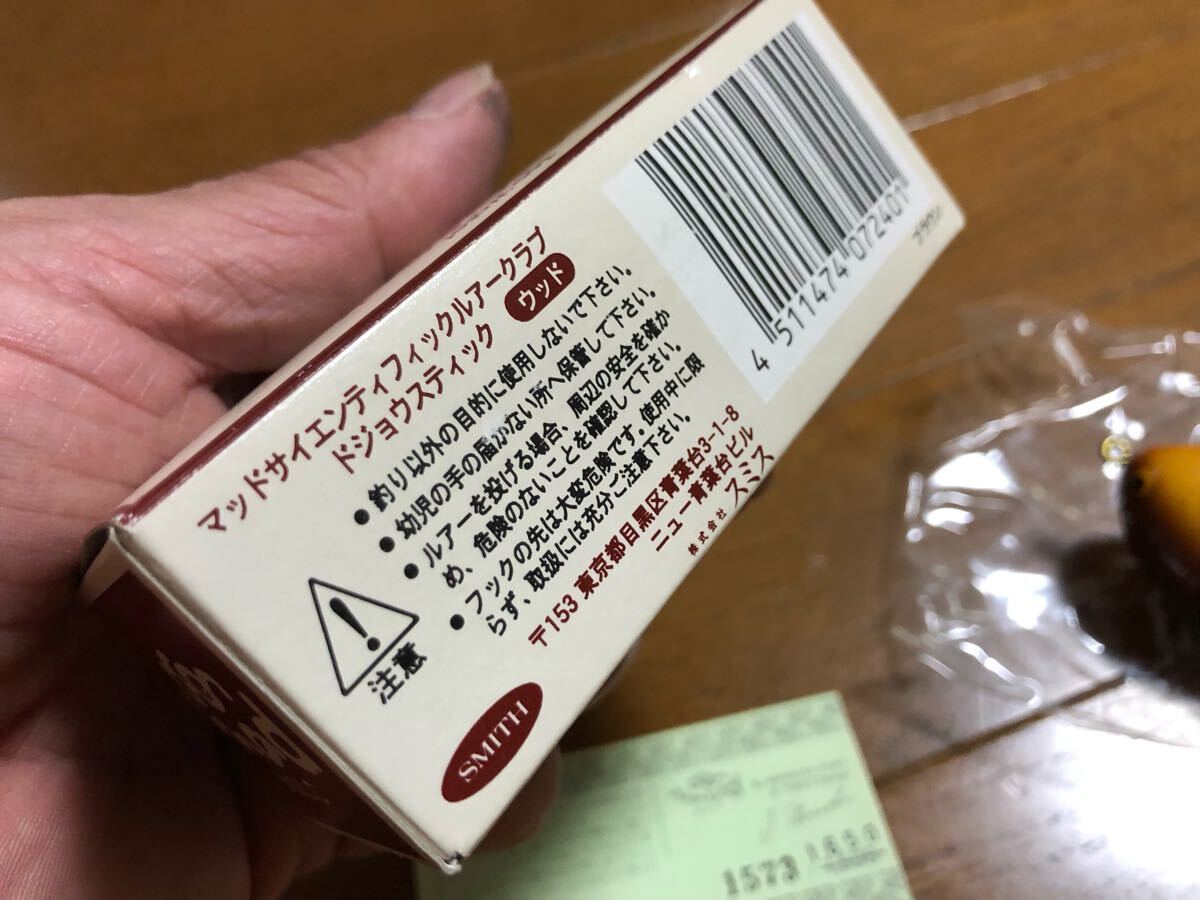 マッドサイエンティフィックルアークラブ
ドジョウスティック ウッド
● 釣り以外の目的に使用しないで下さい。
● 幼児の手の届かない所へ保管して下さい。
● ルアーを投げる場合、周辺の安全を確か
め、危険のないことを確認して下さい。
● フックの先は大変危険です・使用中に限
らず、取扱には充分ご注意下さい。
注意
〒153 東京都目黒区青葉台3-1-8
ニュー青葉台ビル
株式会社 スミス
SMITH
4 511474 072401
ブラウン
1573 1650